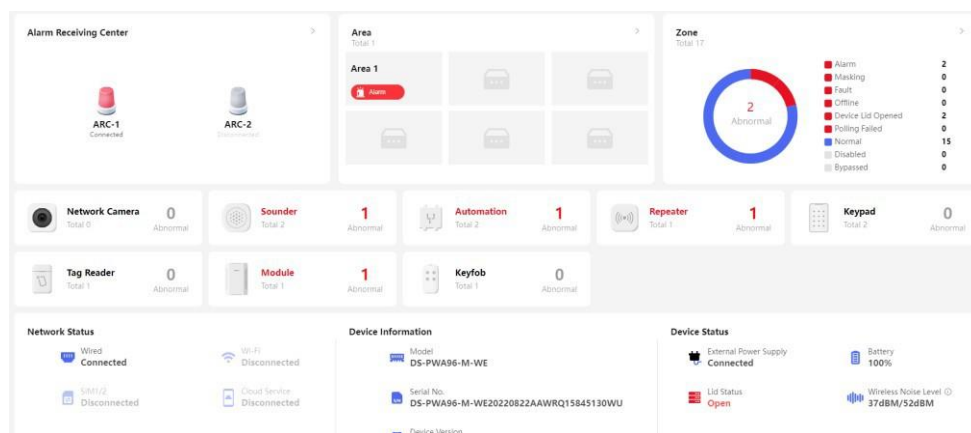 Alarm Receiving Center
ARC-1
Connected
ARC-2
Disconnected
Area
Total 1
Area 1
Alarm
Zone
Total 17
2
Abnormal
Alarm 2
Masking 0
Fault 0
Offline 0
Device Lid Opened 2
Polling Failed 0
Normal 15
Disabled 0
Bypassed 0
Network Camera 0
Total 0 Abnormal
Sounder 1
Total 2 Abnormal
Automation 1
Total 2 Abnormal
Repeater 1
Total 1 Abnormal
Keypad 0
Total 2 Abnormal
Tag Reader 0
Total 1 Abnormal
Module 1
Total 1 Abnormal
Keyfob 0
Total 1 Abnormal
Network Status
Wired
Connected
Wi-Fi
Disconnected
SIM1/2
Disconnected
Cloud Service
Disconnected
Device Information
Model
DS-PWA96-M-WE
Serial No.
DS-PWA96-M-WE20220822AAWRQ15845130WU
Device Version
Device Status
External Power Supply
Connected
Battery
100%
Lid Status
Open
Wireless Noise Level
37dBM/52dBM